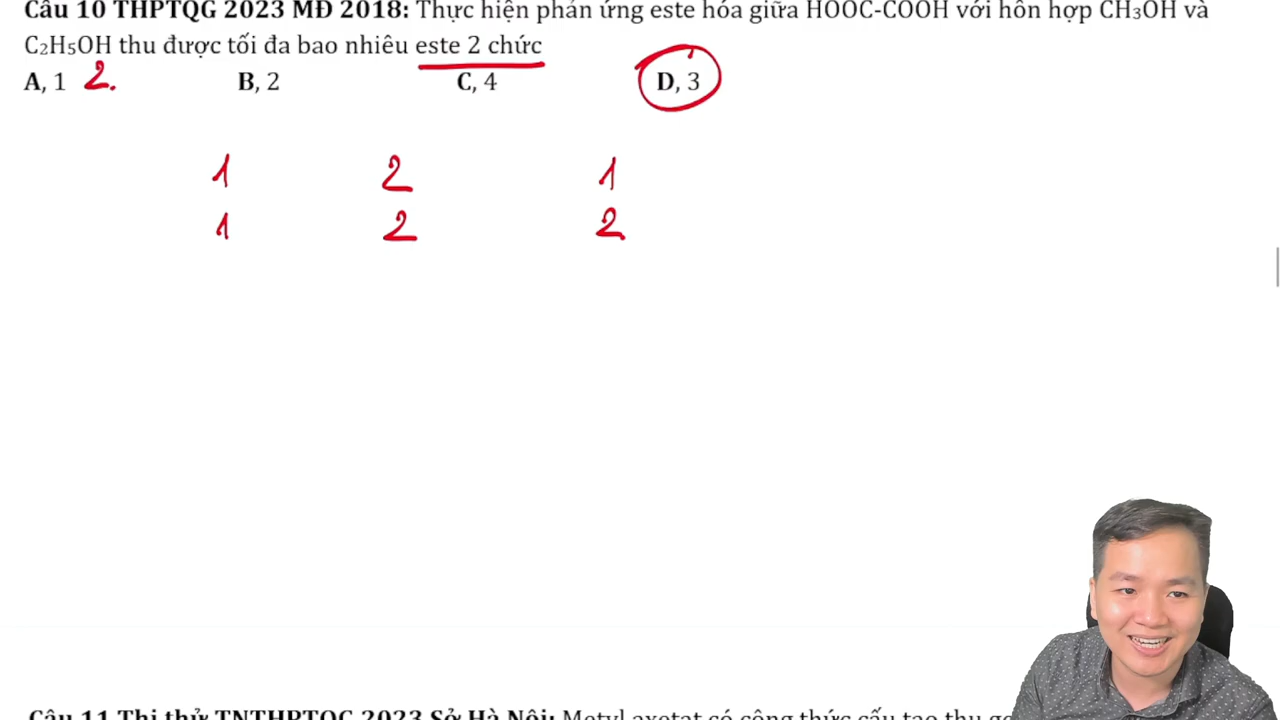 Câu 10 THPTQG 2023 MĐ 2018: Thực hiện phản ứng este hóa giữa HOOC-COOH với hỗn hợp CH₃OH và
C₂H₅OH thu được tối đa bao nhiêu este 2 chức
A, 1 2. B, 2 C, 4 D, 3
1 2 1
1 2 2
Câu 11 Thi thử TNTHPTQG 2023 Sở Hà Nội: Metyl axetat có công thức cấu tạo thu gọ